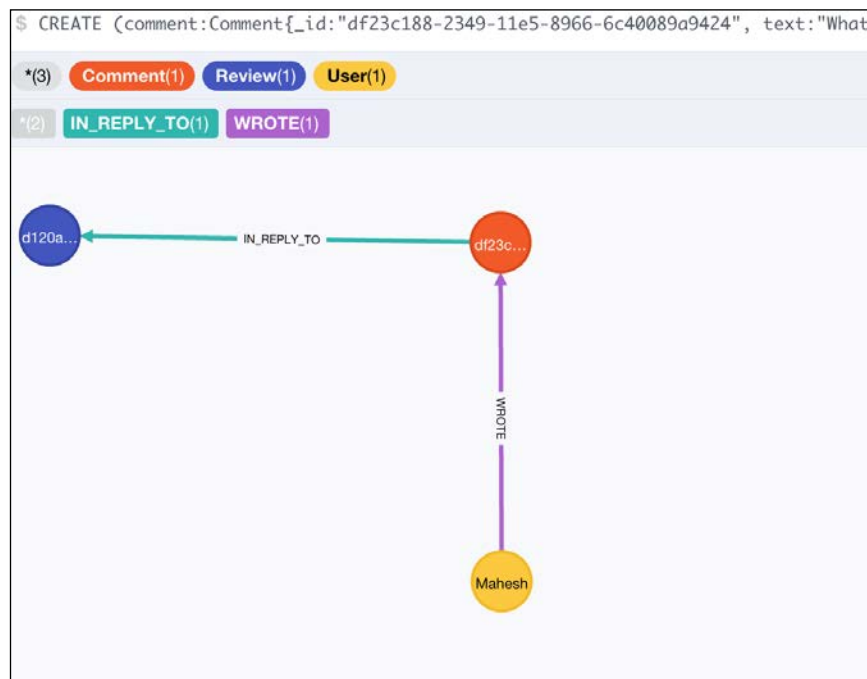 $ CREATE (comment:Comment{_id:"df23c188-2349-11e5-8966-6c40089a9424", text:"What
*(3) Comment(1) Review(1) User(1)
*(2) IN_REPLY_TO(1) WROTE(1)
d120a... IN_REPLY_TO df23c...
WROTE
Mahesh